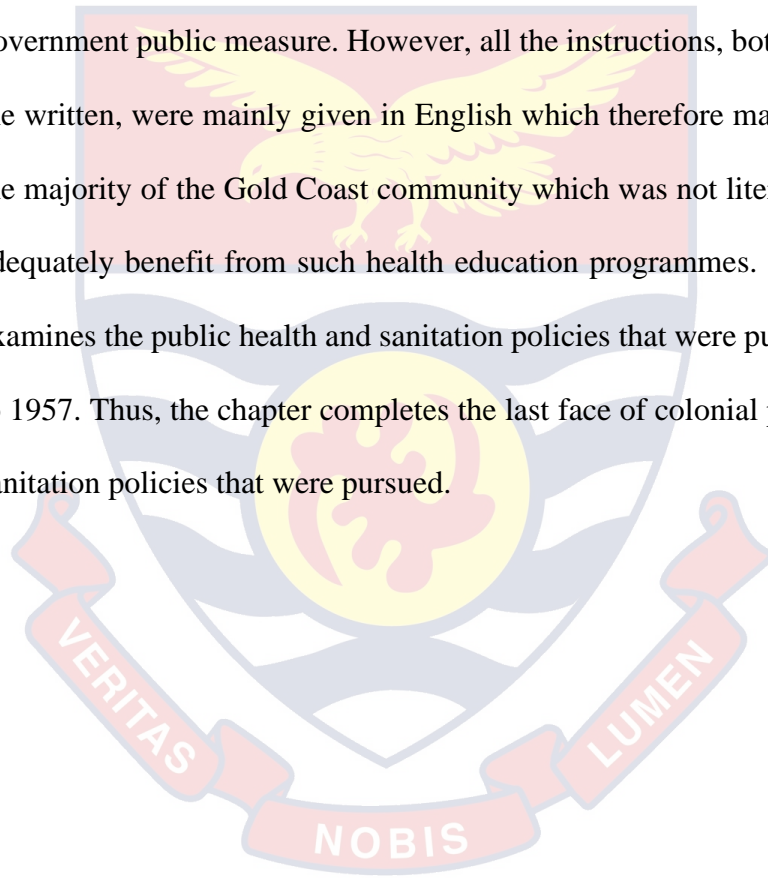 overnment public measure. However, all the instructions, bot
e written, were mainly given in English which therefore ma
e majority of the Gold Coast community which was not lite
dequately benefit from such health education programmes.
xamines the public health and sanitation policies that were pu
1957. Thus, the chapter completes the last face of colonial
anitation policies that were pursued.
VERITAS
NOBIS
LUMEN